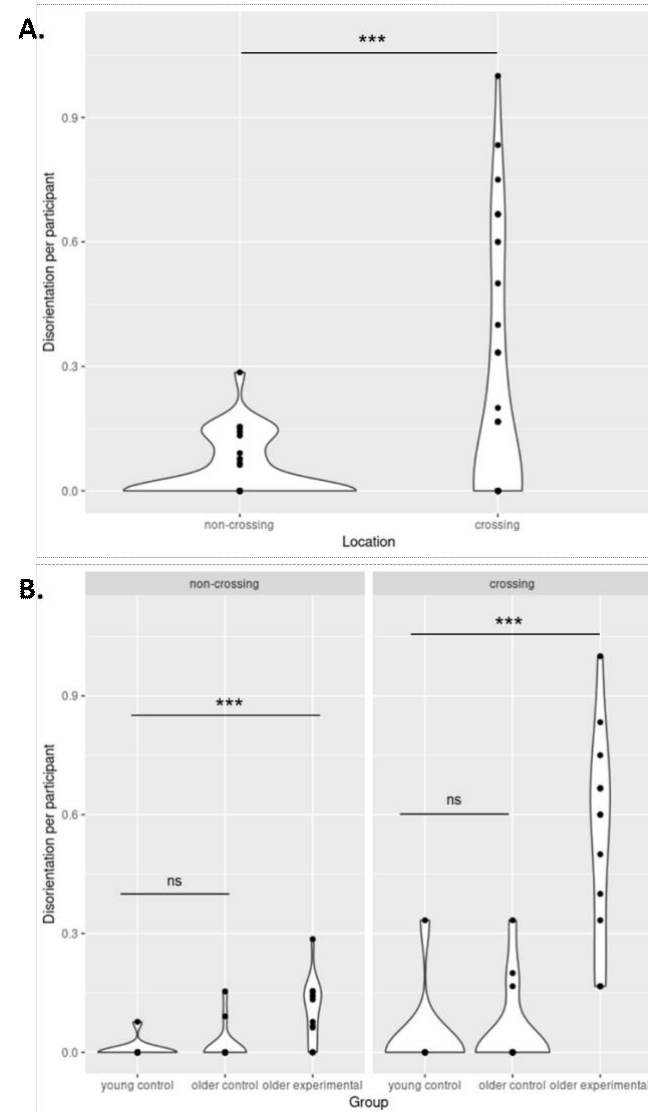 A.
***
0.9
0.6
0.3
0.0
Disorientation per participant
non-crossing crossing
Location
B.
non-crossing crossing
***
***
ns
ns
0.9
0.6
0.3
0.0
Disorientation per participant
young control older control older experimental young control older control older experimental
Group